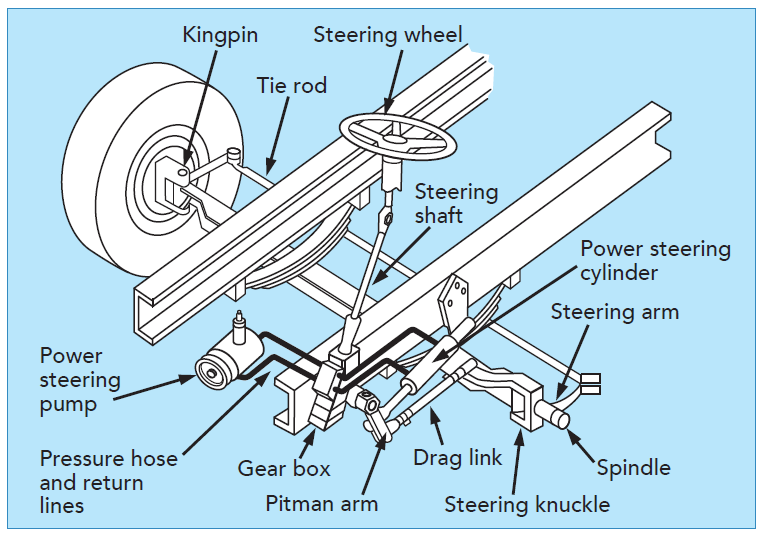 Kingpin
Steering wheel
Tie rod
Steering
shaft
Power steering
cylinder
Steering arm
Power
steering
pump
Pressure hose
and return
lines
Gear box
Pitman arm
Drag link
Spindle
Steering knuckle